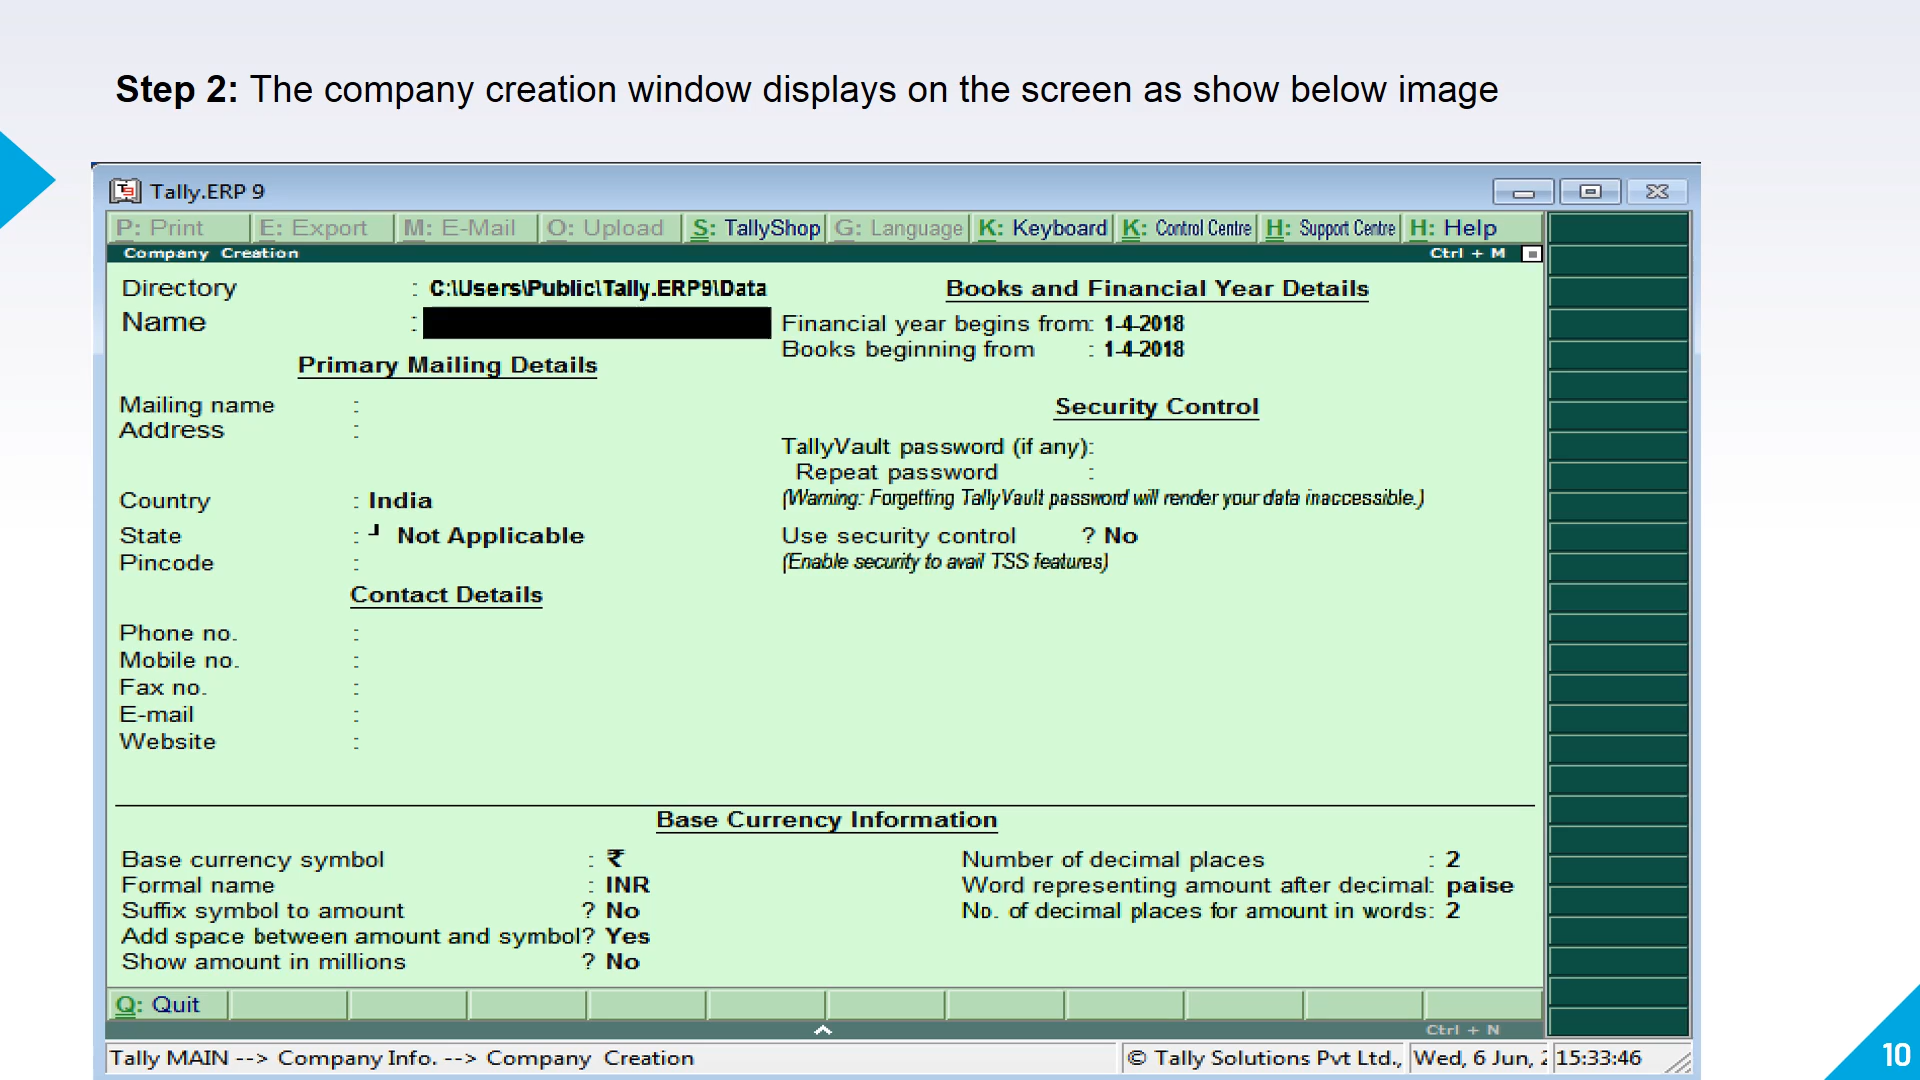 Step 2: The company creation window displays on the screen as show below image
Tally.ERP 9
P: Print E: Export M: E-Mail O: Upload S: TallyShop G: Language K: Keyboard K: Control Centre H: Support Centre H: Help
Company Creation Ctrl + M
Directory : C:\Users\Public\Tally.ERP9\Data
Name :
Primary Mailing Details
Mailing name :
Address :
Country : India
State : ┘ Not Applicable
Pincode :
Contact Details
Phone no. :
Mobile no. :
Fax no. :
E-mail :
Website :
Books and Financial Year Details
Financial year begins from: 1-4-2018
Books beginning from : 1-4-2018
Security Control
TallyVault password (if any):
Repeat password :
(Warning: Forgetting TallyVault password will render your data inaccessible.)
Use security control ? No
(Enable security to avail TSS features)
Base Currency Information
Base currency symbol : ₹
Formal name : INR
Suffix symbol to amount ? No
Add space between amount and symbol? Yes
Show amount in millions ? No
Number of decimal places : 2
Word representing amount after decimal: paise
No. of decimal places for amount in words: 2
Q: Quit
Ctrl + N
Tally MAIN --> Company Info. --> Company Creation © Tally Solutions Pvt Ltd., Wed, 6 Jun, 15:33:46
10